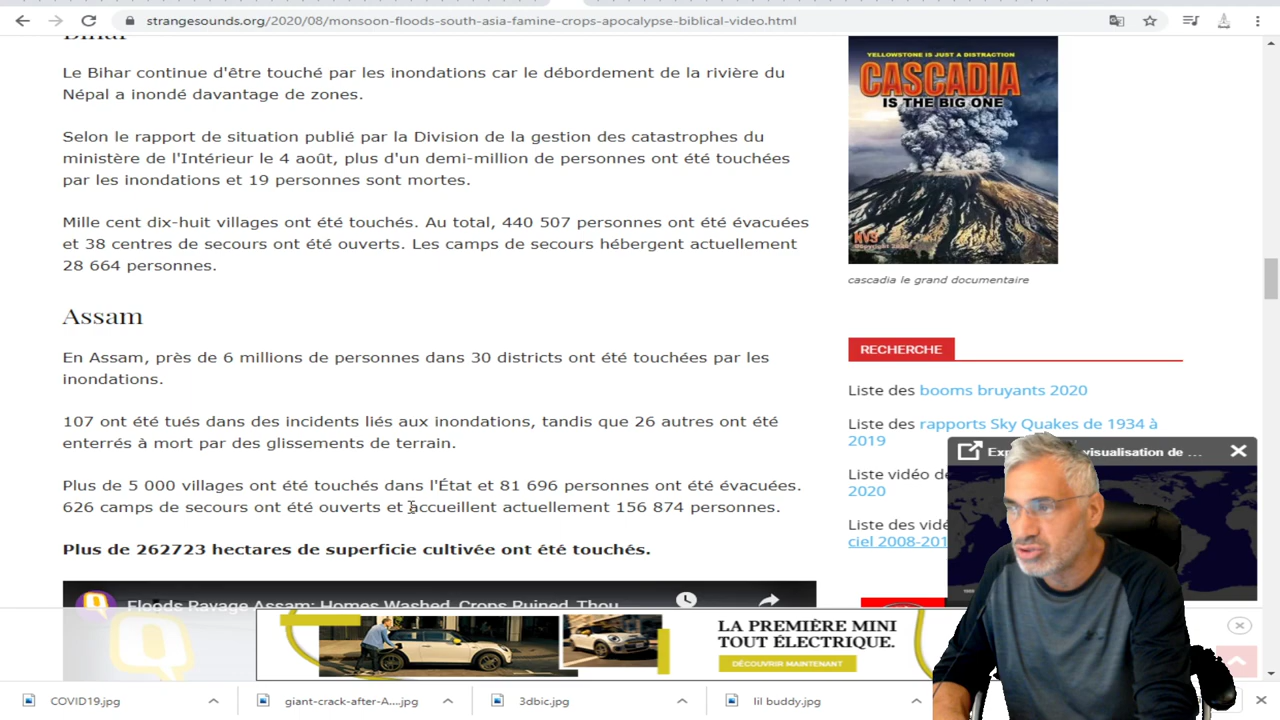 strangesounds.org/2020/08/monsoon-floods-south-asia-famine-crops-apocalypse-biblical-video.html
Bihar
Le Bihar continue d'être touché par les inondations car le débordement de la rivière du
Népal a inondé davantage de zones.
Selon le rapport de situation publié par la Division de la gestion des catastrophes du
ministère de l'Intérieur le 4 août, plus d'un demi-million de personnes ont été touchées
par les inondations et 19 personnes sont mortes.
Mille cent dix-huit villages ont été touchés. Au total, 440 507 personnes ont été évacuées
et 38 centres de secours ont été ouverts. Les camps de secours hébergent actuellement
28 664 personnes.
Assam
En Assam, près de 6 millions de personnes dans 30 districts ont été touchées par les
inondations.
107 ont été tués dans des incidents liés aux inondations, tandis que 26 autres ont été
enterrés à mort par des glissements de terrain.
Plus de 5 000 villages ont été touchés dans l'État et 81 696 personnes ont été évacuées.
626 camps de secours ont été ouverts et accueillent actuellement 156 874 personnes.
Plus de 262723 hectares de superficie cultivée ont été touchés.
Floods Ravage Assam: Homes Washed, Crops Ruined, Thou
YELLOWSTONE IS JUST A DISTRACTION
CASCADIA
IS THE BIG ONE
MVS
cascadia le grand documentaire
RECHERCHE
Liste des booms bruyants 2020
Liste des rapports Sky Quakes de 1934 à
2019
Liste vidéo de
2020
Liste des vidé
ciel 2008-201
Exp
visualisation de ...
LA PREMIÈRE MINI
TOUT ÉLECTRIQUE.
DÉCOUVRIR MAINTENANT
COVID19.jpg
giant-crack-after-A....jpg
3dbic.jpg
lil buddy.jpg